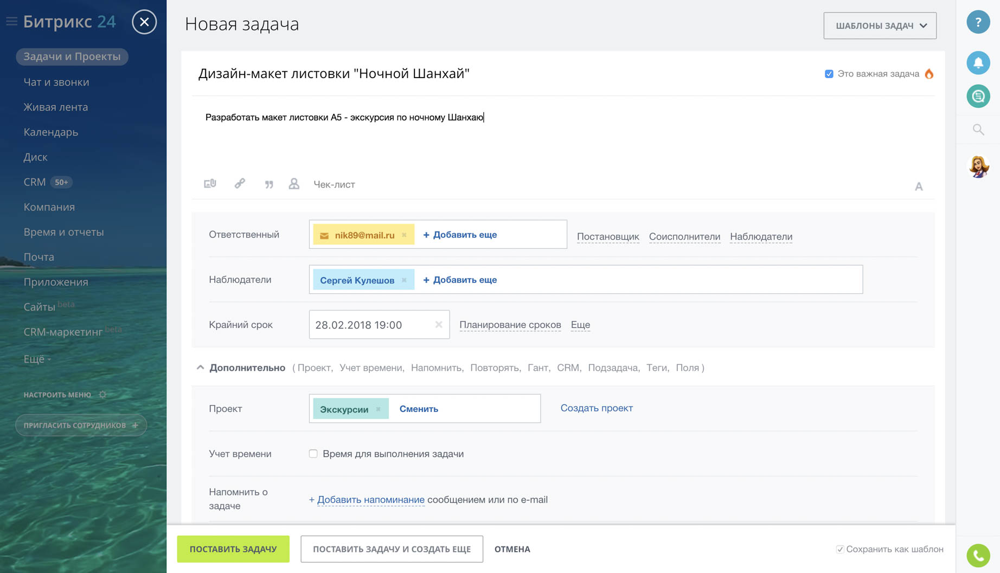 Битрикс 24
Задачи и Проекты
Чат и звонки
Живая лента
Календарь
Диск
CRM 50+
Компания
Время и отчеты
Почта
Приложения
Сайты beta
CRM-маркетинг beta
Ещё
НАСТРОИТЬ МЕНЮ
ПРИГЛАСИТЬ СОТРУДНИКОВ +
Новая задача
ШАБЛОНЫ ЗАДАЧ
Дизайн-макет листовки "Ночной Шанхай"
Это важная задача
Разработать макет листовки А5 - экскурсия по ночному Шанхаю
Чек-лист
A
Ответственный
nik89@mail.ru
+ Добавить еще
Постановщик Соисполнители Наблюдатели
Наблюдатели
Сергей Кулешов
+ Добавить еще
Крайний срок
28.02.2018 19:00
Планирование сроков Еще
Дополнительно ( Проект, Учет времени, Напомнить, Повторять, Гант, CRM, Подзадача, Теги, Поля )
Проект
Экскурсии
Сменить
Создать проект
Учет времени
Время для выполнения задачи
Напомнить о
задаче
+ Добавить напоминание сообщением или по e-mail
ПОСТАВИТЬ ЗАДАЧУ
ПОСТАВИТЬ ЗАДАЧУ И СОЗДАТЬ ЕЩЕ
ОТМЕНА
Сохранить как шаблон
?